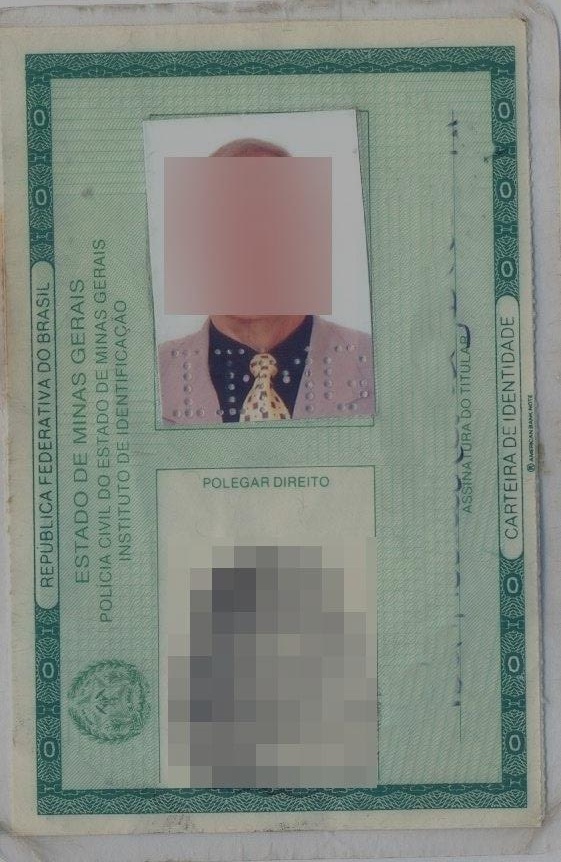 REPÚBLICA FEDERATIVA DO BRASIL
ESTADO DE MINAS GERAIS
POLÍCIA CIVIL DO ESTADO DE MINAS GERAIS
INSTITUTO DE IDENTIFICAÇÃO
POLEGAR DIREITO
ASSINATURA DO TITULAR
CARTEIRA DE IDENTIDADE
AMERICAN BANK NOTE